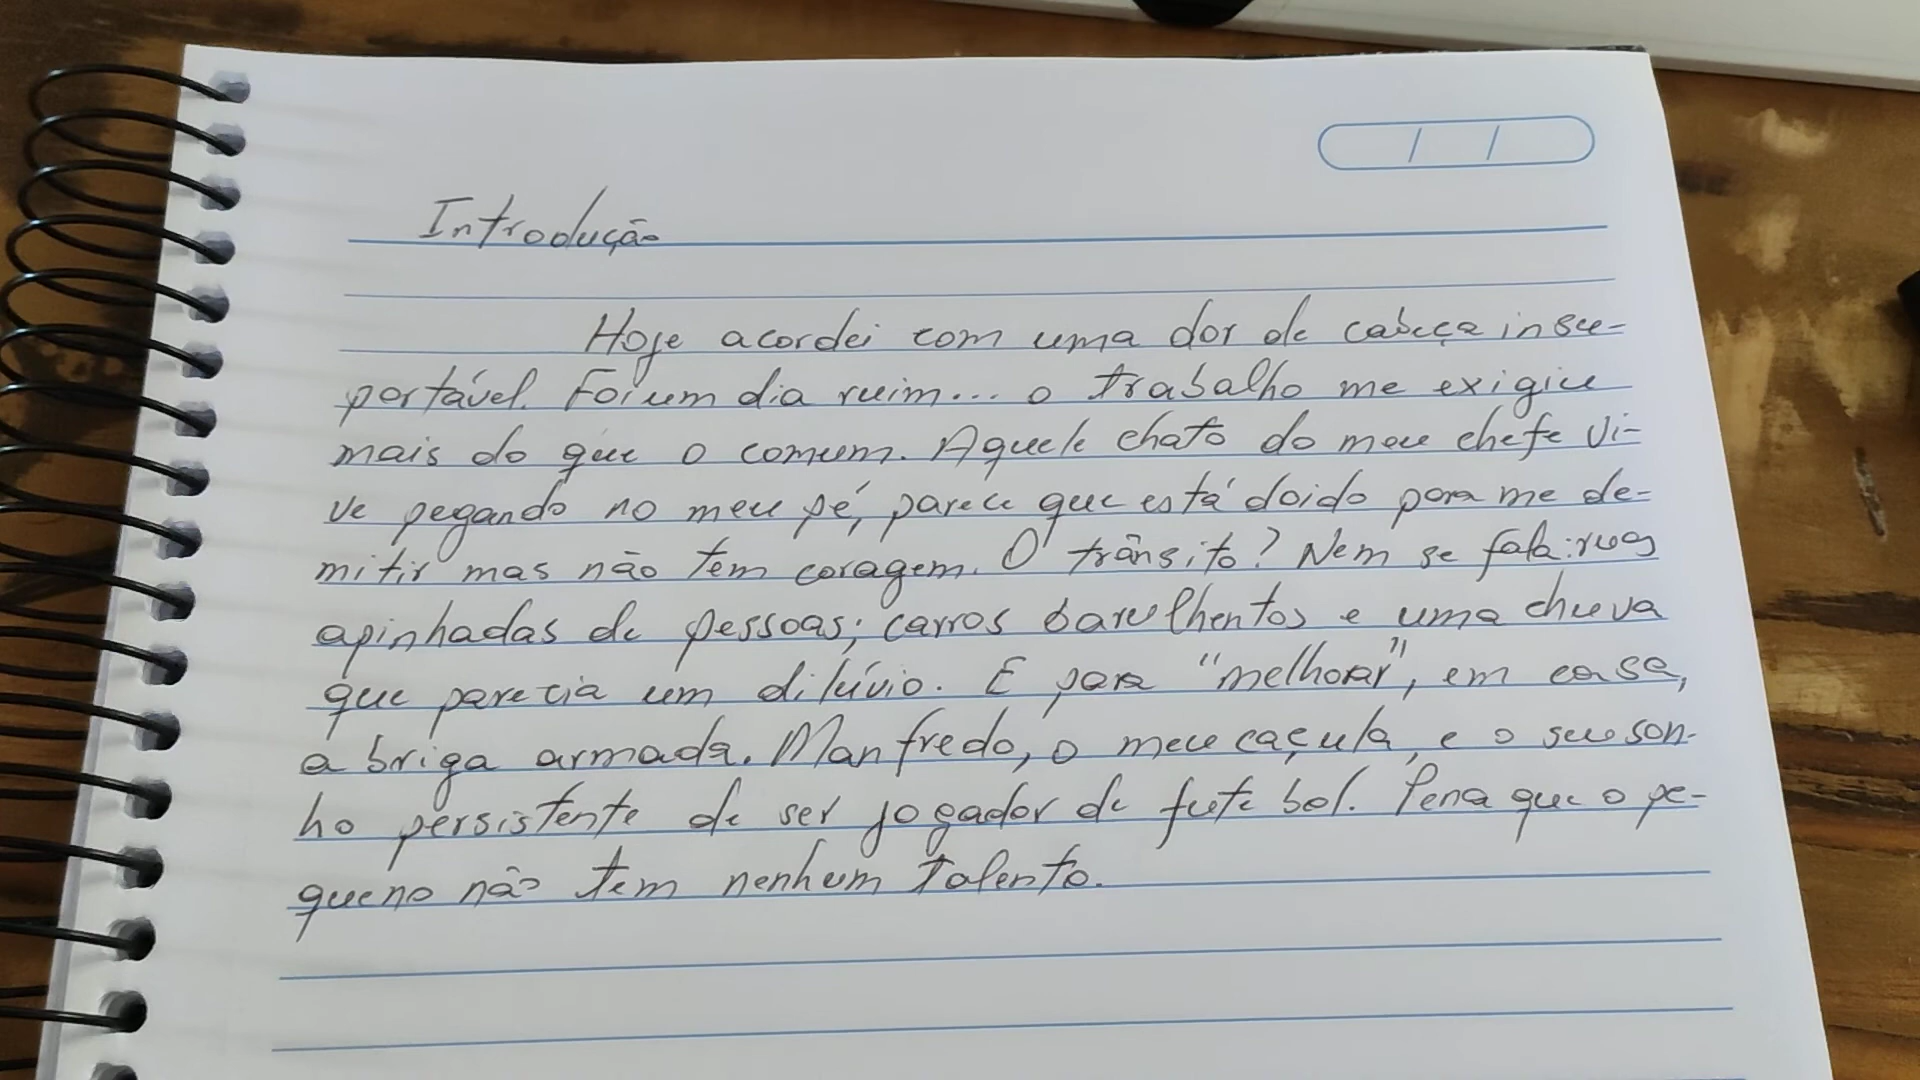 Introdução
Hoje acordei com uma dor de cabeça insu-
portável. Foi um dia ruim... o trabalho me exigiu
mais do que o comum. Aquele chato do meu chefe vi-
ve pegando no meu pé, parece que está doido para me de-
mitir mas não tem coragem. O trânsito? Nem se fala: ruas
apinhadas de pessoas; carros barulhentos e uma chuva
que parecia um dilúvio. E para "melhorar", em casa,
a briga armada. Manfredo, o meu caçula, e o seu son-
ho persistente de ser jogador de futebol. Pena que o pe-
queno não tem nenhum talento.